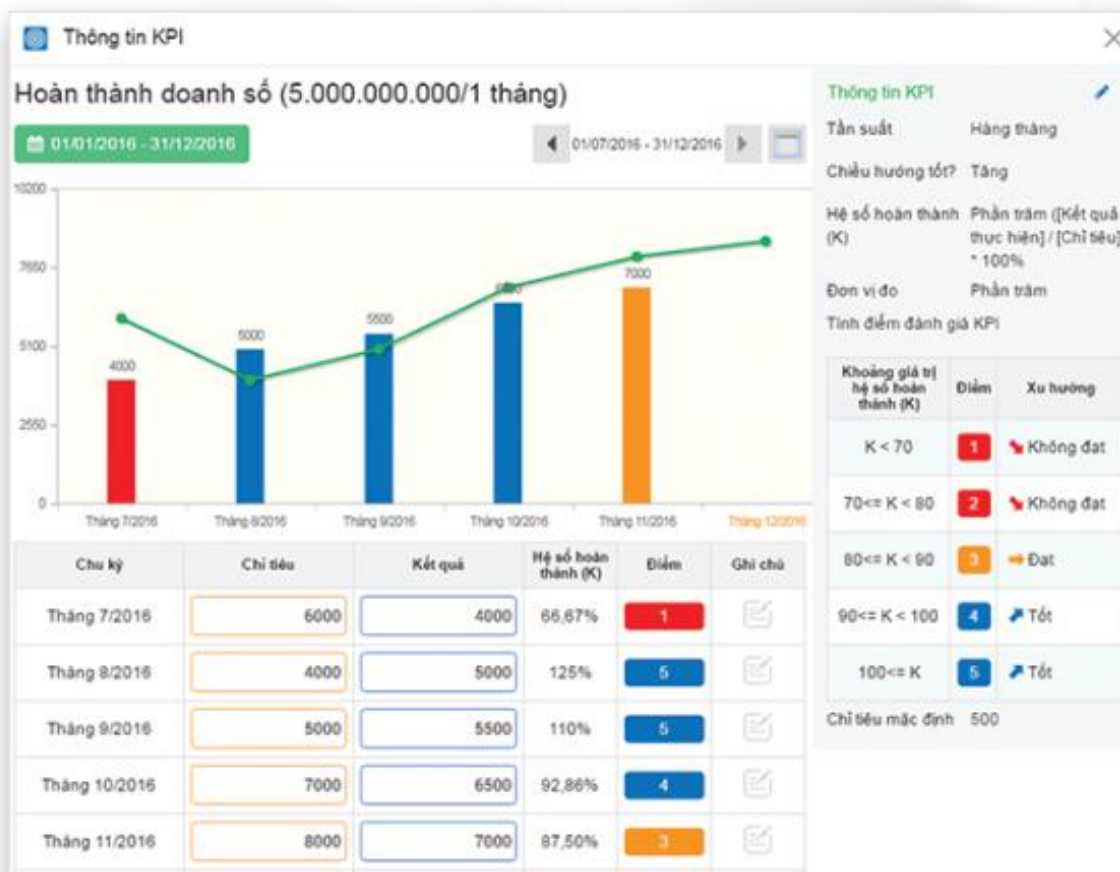 Thông tin KPI
Hoàn thành doanh số (5.000.000.000/1 tháng)
01/01/2016 - 31/12/2016
01/07/2016 - 31/12/2016
10200
7650
5100
2550
0
4000
5000
5500
7000
Tháng 7/2016 Tháng 8/2016 Tháng 9/2016 Tháng 10/2016 Tháng 11/2016 Tháng 12/2016
Chu kỳ Chỉ tiêu Kết quả Hệ số hoàn thành (K) Điểm Ghi chú
Tháng 7/2016 6000 4000 66,67% 1
Tháng 8/2016 4000 5000 125% 5
Tháng 9/2016 5000 5500 110% 5
Tháng 10/2016 7000 6500 92,86% 4
Tháng 11/2016 8000 7000 87,50% 3
Thông tin KPI
Tần suất Hàng tháng
Chiều hướng tốt? Tăng
Hệ số hoàn thành Phần trăm ([Kết quả
(K) thực hiện] / [Chỉ tiêu]
* 100%
Đơn vị đo Phần trăm
Tính điểm đánh giá KPI
Khoảng giá trị
hệ số hoàn Điểm Xu hướng
thành (K)
K < 70 1 Không đạt
70<= K < 80 2 Không đạt
80<= K < 90 3 Đạt
90<= K < 100 4 Tốt
100<= K 5 Tốt
Chỉ tiêu mặc định 500